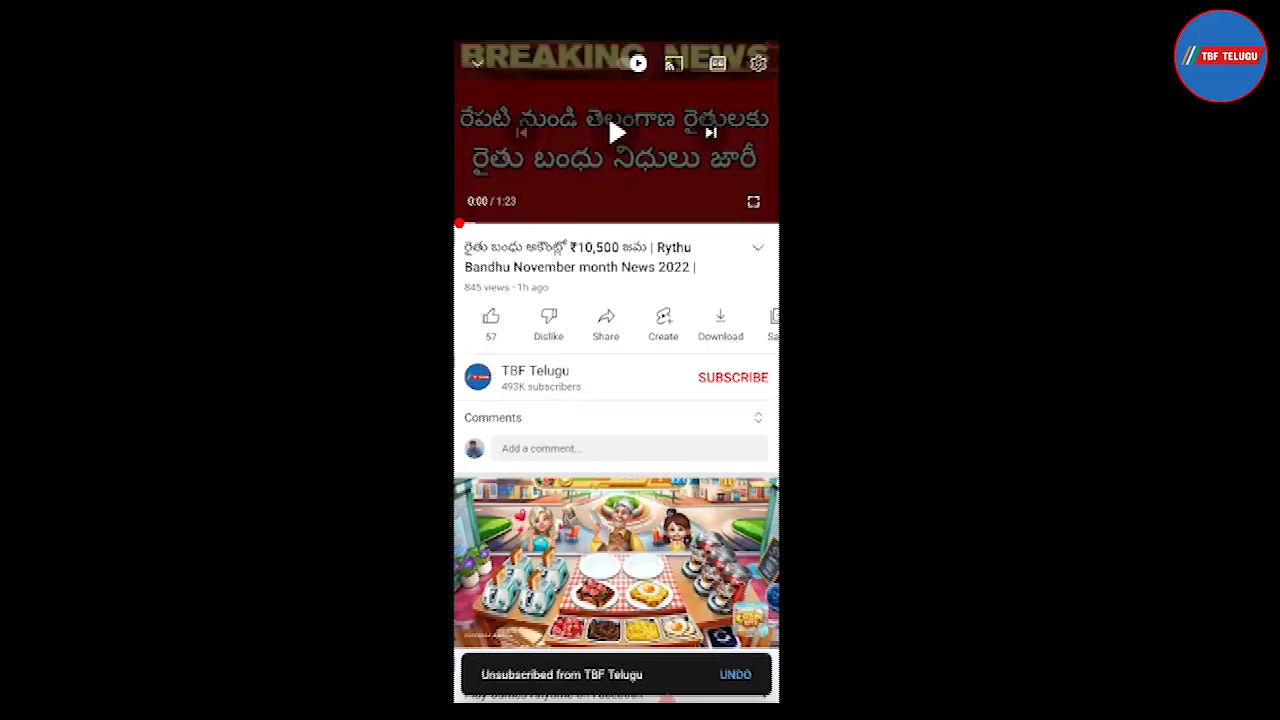 TBF TELUGU
BREAKING NEWS
రేపటి నుండి తెలంగాణ రైతులకు
రైతు బంధు నిధులు జారీ
0:00 / 1:23
రైతు బంధు అకౌంట్లో ₹10,500 జమ | Rythu
Bandhu November month News 2022 |
845 views · 1h ago
57 Dislike Share Create Download
TBF Telugu
SUBSCRIBE
493K subscribers
Comments
Add a comment...
Unsubscribed from TBF Telugu UNDO